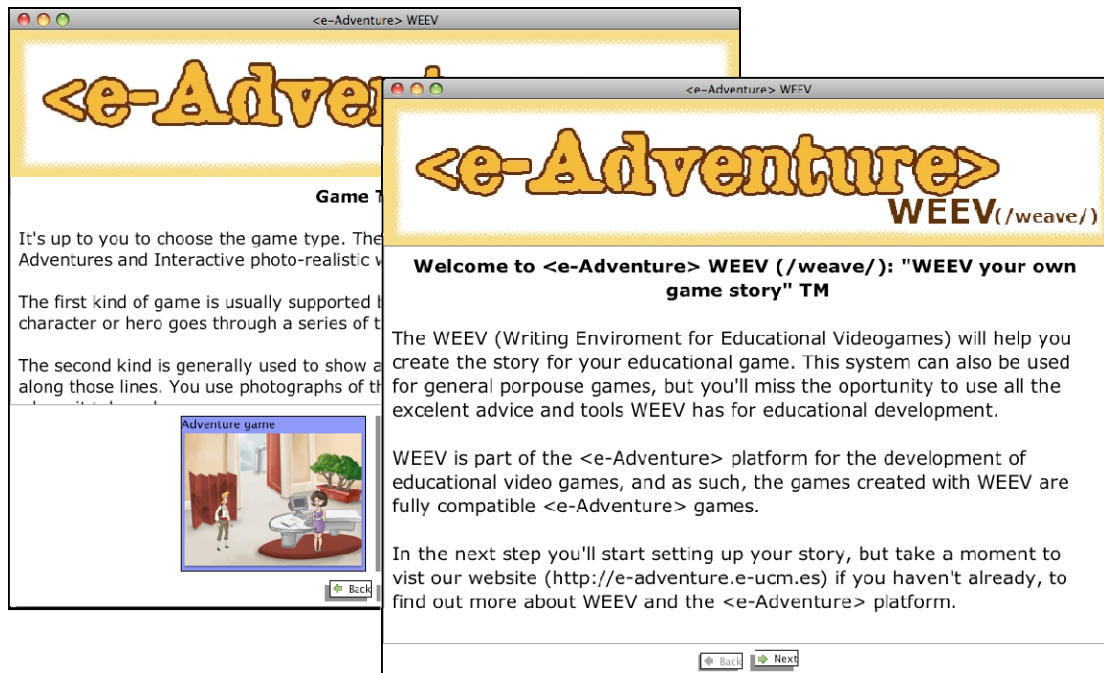 <e-Adventure> WEEV
<e-Advent
Game T
It's up to you to choose the game type. The
Adventures and Interactive photo-realistic
The first kind of game is usually supported
character or hero goes through a series of
The second kind is generally used to show a
along those lines. You use photographs of
Adventure game
Back
<e-Adventure> WEEV
<e-Adventure>
WEEV(/weave/)
Welcome to <e-Adventure> WEEV (/weave/): "WEEV your own
game story" TM
The WEEV (Writing Enviroment for Educational Videogames) will help you
create the story for your educational game. This system can also be used
for general porpouse games, but you'll miss the oportunity to use all the
excelent advice and tools WEEV has for educational development.
WEEV is part of the <e-Adventure> platform for the development of
educational video games, and as such, the games created with WEEV are
fully compatible <e-Adventure> games.
In the next step you'll start setting up your story, but take a moment to
vist our website (http://e-adventure.e-ucm.es) if you haven't already, to
find out more about WEEV and the <e-Adventure> platform.
Back Next